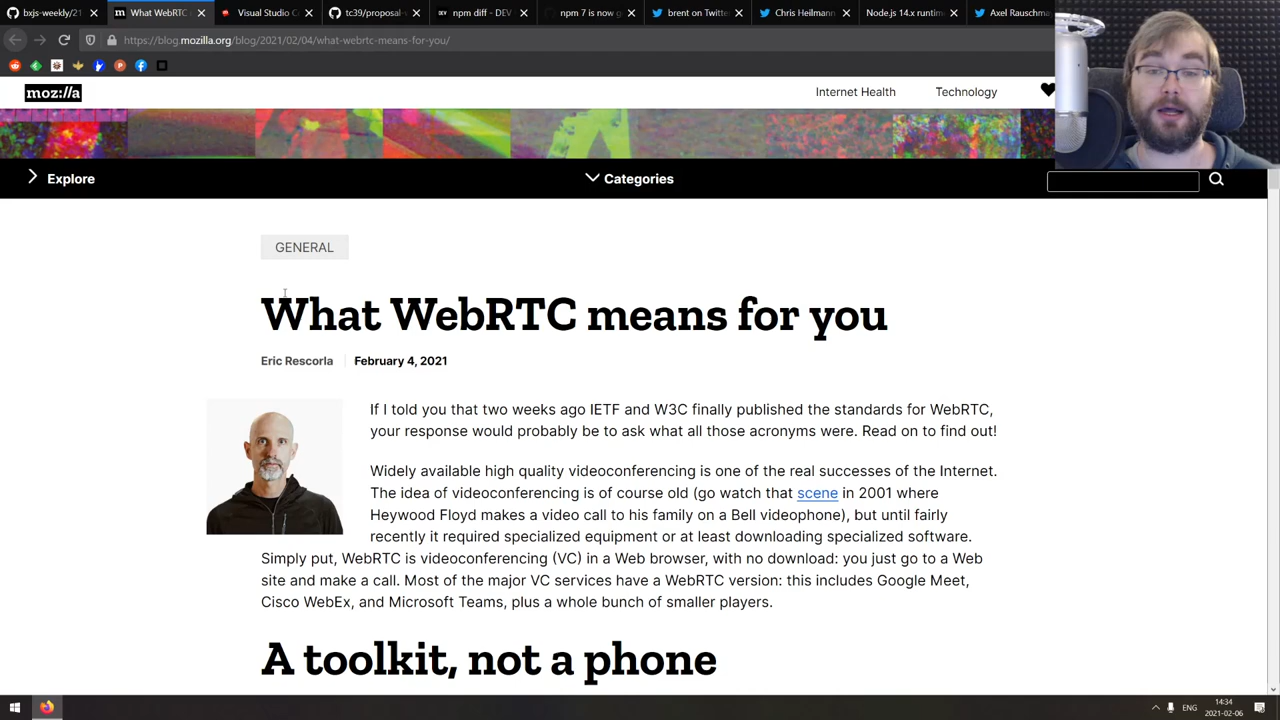 bxjs-weekly/21
What WebRTC
Visual Studio C
tc39/proposal-
npm diff - DEV
npm 7 is now g
brent on Twitte
Chris Heilmann
Node.js 14.x runtim
Axel Rauschma
https://blog.mozilla.org/blog/2021/02/04/what-webrtc-means-for-you/
moz://a
Internet Health
Technology
Explore
Categories
GENERAL
What WebRTC means for you
Eric Rescorla
February 4, 2021
If I told you that two weeks ago IETF and W3C finally published the standards for WebRTC,
your response would probably be to ask what all those acronyms were. Read on to find out!
Widely available high quality videoconferencing is one of the real successes of the Internet.
The idea of videoconferencing is of course old (go watch that scene in 2001 where
Heywood Floyd makes a video call to his family on a Bell videophone), but until fairly
recently it required specialized equipment or at least downloading specialized software.
Simply put, WebRTC is videoconferencing (VC) in a Web browser, with no download: you just go to a Web
site and make a call. Most of the major VC services have a WebRTC version: this includes Google Meet,
Cisco WebEx, and Microsoft Teams, plus a whole bunch of smaller players.
A toolkit, not a phone
ENG
14:34
2021-02-06